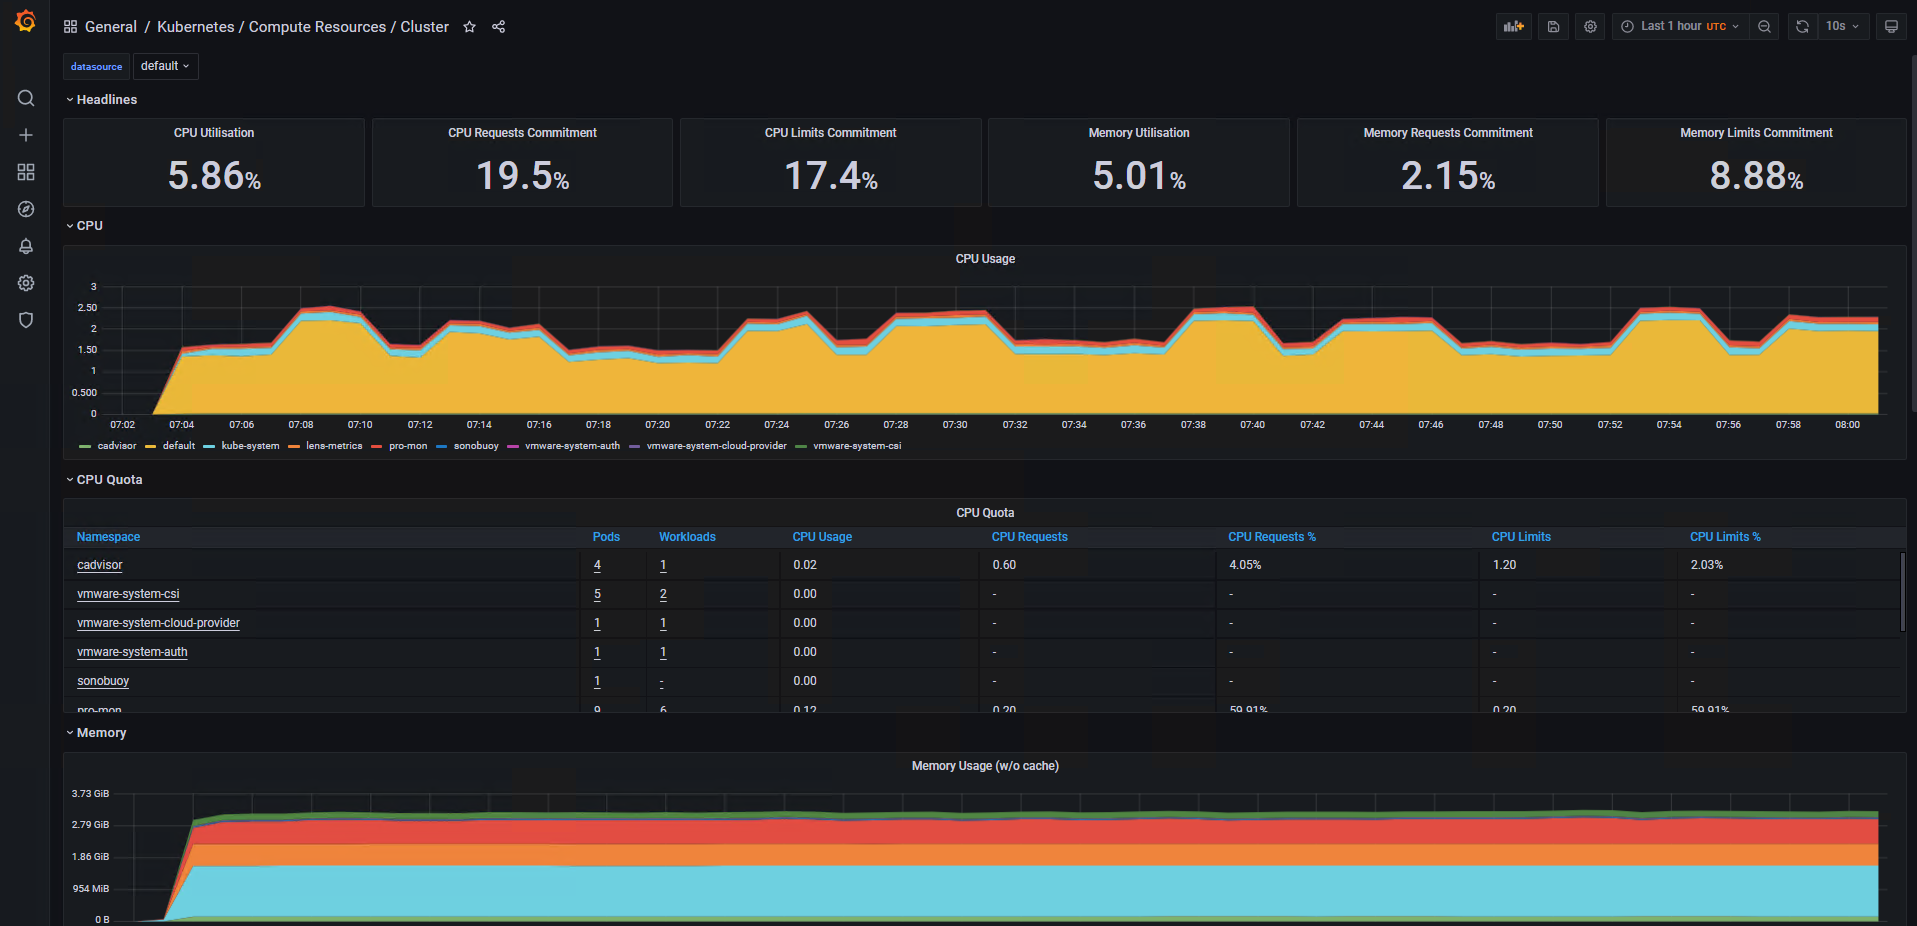 General / Kubernetes / Compute Resources / Cluster
Last 1 hour UTC
10s
datasource default
Headlines
CPU Utilisation
5.86%
CPU Requests Commitment
19.5%
CPU Limits Commitment
17.4%
Memory Utilisation
5.01%
Memory Requests Commitment
2.15%
Memory Limits Commitment
8.88%
CPU
CPU Usage
3
2.50
2
1.50
1
0.500
0
07:02 07:04 07:06 07:08 07:10 07:12 07:14 07:16 07:18 07:20 07:22 07:24 07:26 07:28 07:30 07:32 07:34 07:36 07:38 07:40 07:42 07:44 07:46 07:48 07:50 07:52 07:54 07:56 07:58 08:00
cadvisor default kube-system lens-metrics pro-mon sonobuoy vmware-system-auth vmware-system-cloud-provider vmware-system-csi
CPU Quota
CPU Quota
Namespace Pods Workloads CPU Usage CPU Requests CPU Requests % CPU Limits CPU Limits %
cadvisor 4 1 0.02 0.60 4.05% 1.20 2.03%
vmware-system-csi 5 2 0.00 - - - -
vmware-system-cloud-provider 1 1 0.00 - - - -
vmware-system-auth 1 1 0.00 - - - -
sonobuoy 1 - 0.00 - - - -
pro-mon 9 6 0.12 0.20 59.91% 0.20 59.91%
Memory
Memory Usage (w/o cache)
3.73 GiB
2.79 GiB
1.86 GiB
954 MiB
0 B